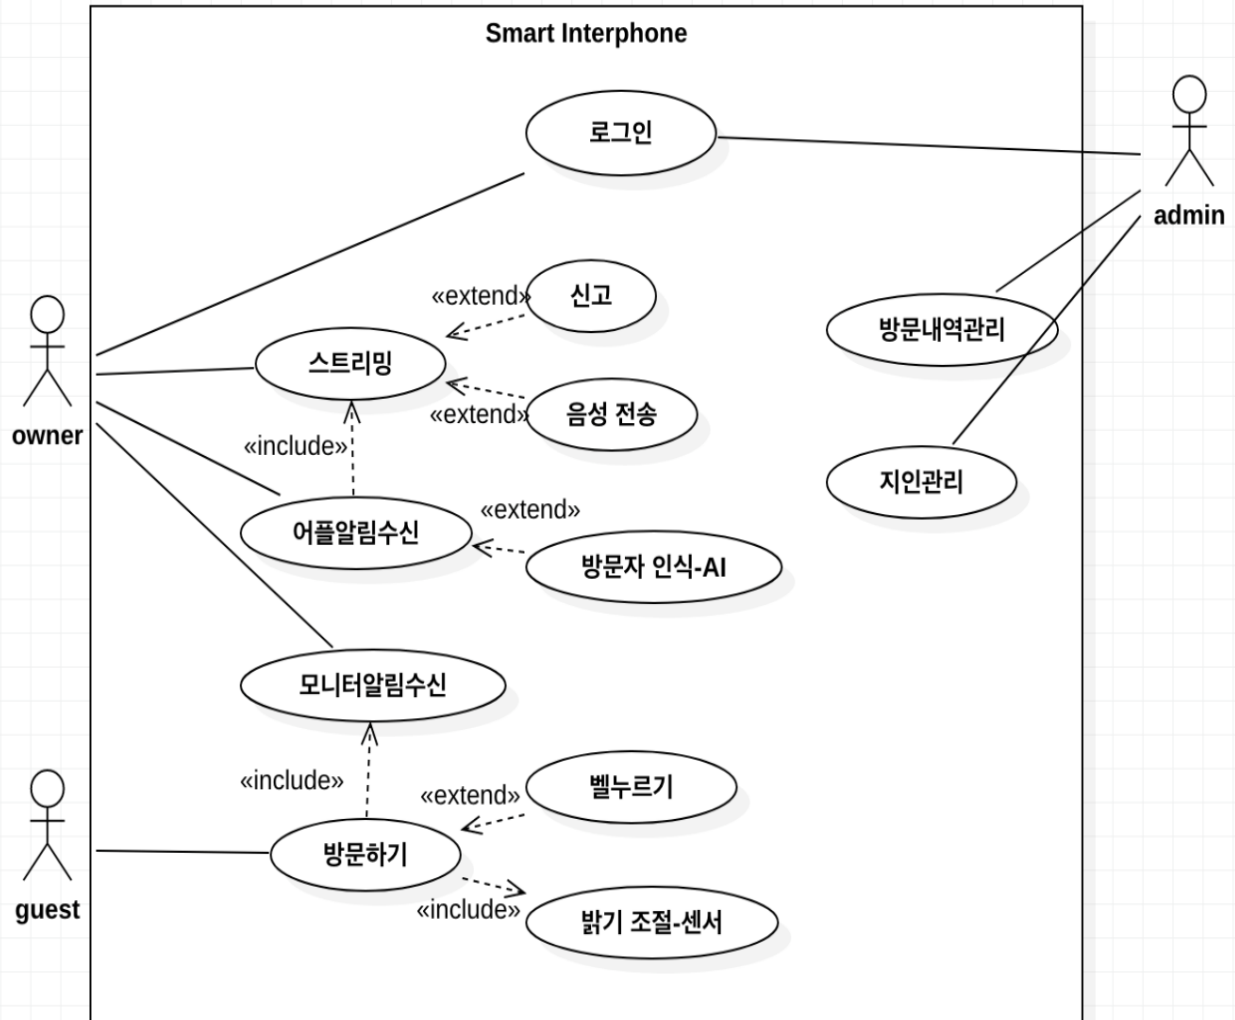 Smart Interphone
로그인
admin
«extend»
신고
방문내역관리
스트리밍
«extend»
음성 전송
owner
«include»
지인관리
«extend»
어플알림수신
방문자 인식-AI
모니터알림수신
«include»
«extend»
벨누르기
방문하기
guest
«include»
밝기 조절-센서